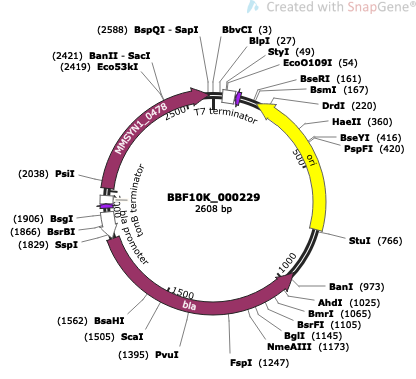 Created with SnapGene®
(2588) BspQI - SapI
BbvCI (3)
BlpI (27)
StyI (49)
EcoO109I (54)
(2421) BanII - SacI
(2419) Eco53kI
BseRI (161)
BsmI (167)
DrdI (220)
HaeII (360)
BseYI (416)
PspFI (420)
T7 terminator
2500
MMSYN1_0478
500
ori
(2038) PsiI
tonB terminator
bla promoter
BBF10K_000229
2608 bp
(1906) BsgI
(1866) BsrBI
(1829) SspI
StuI (766)
1000
BanI (973)
AhdI (1025)
BmrI (1065)
BsrFI (1105)
BglI (1145)
NmeAIII (1173)
FspI (1247)
1500
bla
(1562) BsaHI
(1505) ScaI
(1395) PvuI